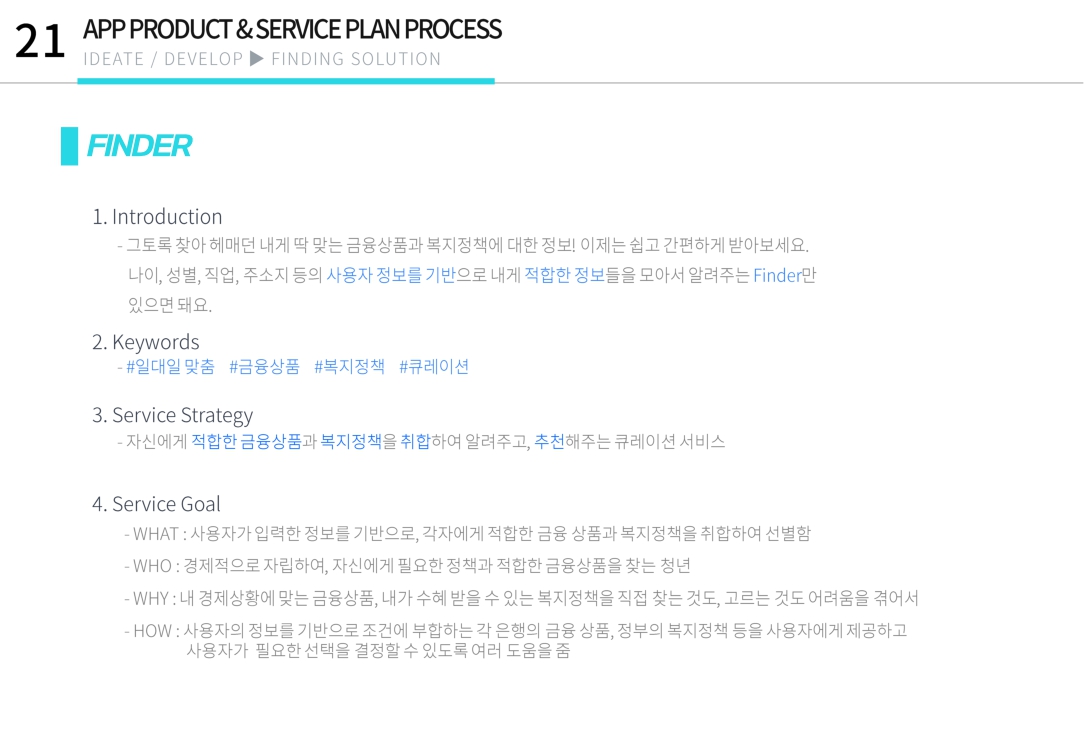 21
APP PRODUCT & SERVICE PLAN PROCESS
IDEATE / DEVELOP ▶ FINDING SOLUTION
FINDER
1. Introduction
- 그토록 찾아 헤매던 내게 딱 맞는 금융상품과 복지정책에 대한 정보! 이제는 쉽고 간편하게 받아보세요.
나이, 성별, 직업, 주소지 등의 사용자 정보를 기반으로 내게 적합한 정보들을 모아서 알려주는 Finder만
있으면 돼요.
2. Keywords
- #일대일 맞춤 #금융상품 #복지정책 #큐레이션
3. Service Strategy
- 자신에게 적합한 금융상품과 복지정책을 취합하여 알려주고, 추천해주는 큐레이션 서비스
4. Service Goal
- WHAT : 사용자가 입력한 정보를 기반으로, 각자에게 적합한 금융 상품과 복지정책을 취합하여 선별함
- WHO : 경제적으로 자립하여, 자신에게 필요한 정책과 적합한 금융상품을 찾는 청년
- WHY : 내 경제상황에 맞는 금융상품, 내가 수혜 받을 수 있는 복지정책을 직접 찾는 것도, 고르는 것도 어려움을 겪어서
- HOW : 사용자의 정보를 기반으로 조건에 부합하는 각 은행의 금융 상품, 정부의 복지정책 등을 사용자에게 제공하고
사용자가 필요한 선택을 결정할 수 있도록 여러 도움을 줌